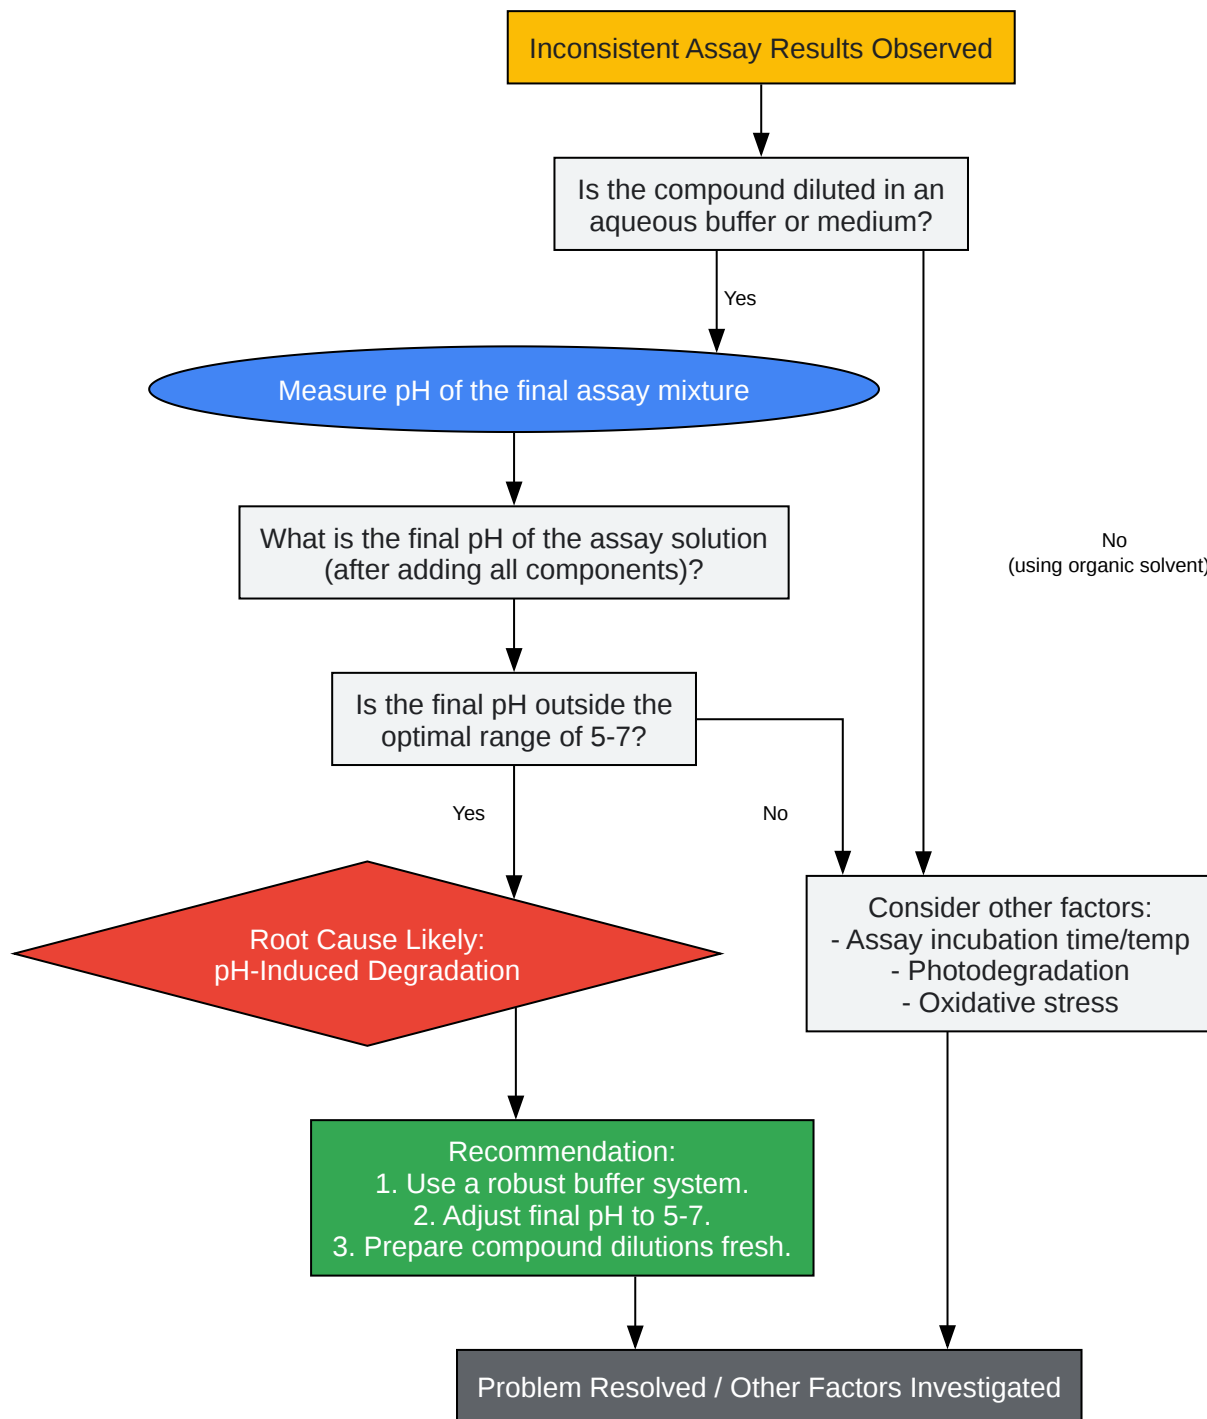 Inconsistent Assay Results Observed
Is the compound diluted in an
aqueous buffer or medium?
Yes
Measure pH of the final assay mixture
What is the final pH of the assay solution
(after adding all components)?
No
(using organic solvent)
Is the final pH outside the
optimal range of 5-7?
Yes
No
Root Cause Likely:
pH-Induced Degradation
Consider other factors:
- Assay incubation time/temp
- Photodegradation
- Oxidative stress
Recommendation:
1. Use a robust buffer system.
2. Adjust final pH to 5-7.
3. Prepare compound dilutions fresh.
Problem Resolved / Other Factors Investigated